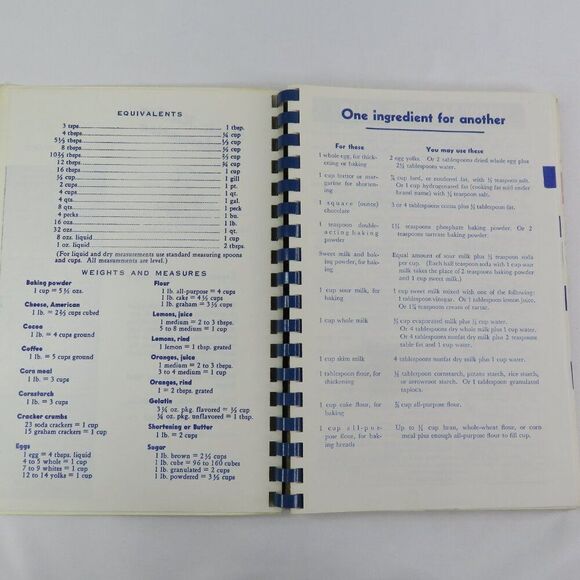 EQUIVALENTS
3 tsps. 1 tbsp.
4 tbsps. ¼ cup
5⅓ tbsps. ⅓ cup
8 tbsps. ½ cup
10⅔ tbsps. ⅔ cup
12 tbsps. ¾ cup
16 tbsps. 1 cup
½ cup 1 gill
2 cups 1 pt.
4 cups 1 qt.
4 qts. 1 gal.
8 qts. 1 peck
4 pecks 1 bu.
16 oz. 1 lb.
32 oz. 1 qt.
8 oz. liquid 1 cup
1 oz. liquid 2 tbsps.
(For liquid and dry measurements use standard measuring spoons
and cups. All measurements are level.)
WEIGHTS AND MEASURES
Baking powder
1 cup = 5½ ozs.
Cheese, American
1 lb. = 2⅔ cups cubed
Cocoa
1 lb. = 4 cups ground
Coffee
1 lb. = 5 cups ground
Corn meal
1 lb. = 3 cups
Cornstarch
1 lb. = 3 cups
Cracker crumbs
23 soda crackers = 1 cup
15 graham crackers = 1 cup
Eggs
1 egg = 4 tbsps. liquid
4 to 5 whole = 1 cup
7 to 9 whites = 1 cup
12 to 14 yolks = 1 cup
Flour
1 lb. all-purpose = 4 cups
1 lb. cake = 4½ cups
1 lb. graham = 3½ cups
Lemons, juice
1 medium = 2 to 3 tbsps.
5 to 8 medium = 1 cup
Lemons, rind
1 lemon = 1 tbsp. grated
Oranges, juice
1 medium = 2 to 3 tbsps.
3 to 4 medium = 1 cup
Oranges, rind
1 = 2 tbsps. grated
Gelatin
3¼ oz. pkg. flavored = ½ cup
¼ oz. pkg. unflavored = 1 tbsp.
Shortening or Butter
1 lb. = 2 cups
Sugar
1 lb. brown = 2½ cups
1 lb. cube = 96 to 160 cubes
1 lb. granulated = 2 cups
1 lb. powdered = 3½ cups
One ingredient for another
For these You may use these
1 whole egg, for thick- 2 egg yolks. Or 2 tablespoons dried whole egg plus
ening or baking 2½ tablespoons water.
1 cup butter or mar- ⅞ cup lard, or rendered fat, with ½ teaspoon salt.
garine for shorten- Or 1 cup hydrogenated fat (cooking fat sold under
ing brand name) with ½ teaspoon salt.
1 square (ounce) 3 or 4 tablespoons cocoa plus ½ tablespoon fat.
chocolate
1 teaspoon double- 1½ teaspoons phosphate baking powder. Or 2
acting baking teaspoons tartrate baking powder.
powder
Sweet milk and bak- Equal amount of sour milk plus ½ teaspoon soda
ing powder, for bak- per cup. (Each half teaspoon soda with 1 cup sour
ing milk takes the place of 2 teaspoons baking powder
and 1 cup sweet milk.)
1 cup sour milk, for 1 cup sweet milk mixed with one of the following:
baking 1 tablespoon vinegar. Or 1 tablespoon lemon juice.
Or 1¾ teaspoon cream of tartar.
1 cup whole milk ½ cup evaporated milk plus ½ cup water.
Or 4 tablespoons dry whole milk plus 1 cup water.
Or 4 tablespoons nonfat dry milk plus 2 teaspoons
table fat and 1 cup water.
1 cup skim milk 4 tablespoons nonfat dry milk plus 1 cup water.
1 tablespoon flour, for ½ tablespoon cornstarch, potato starch, rice starch,
thickening or arrowroot starch. Or 1 tablespoon granulated
tapioca.
1 cup cake flour, for ⅞ cup all-purpose flour.
baking
1 cup all-pur- Up to ½ cup bran, whole-wheat flour, or corn
pose flour, for bak- meal plus enough all-purpose flour to fill cup.
ing breads